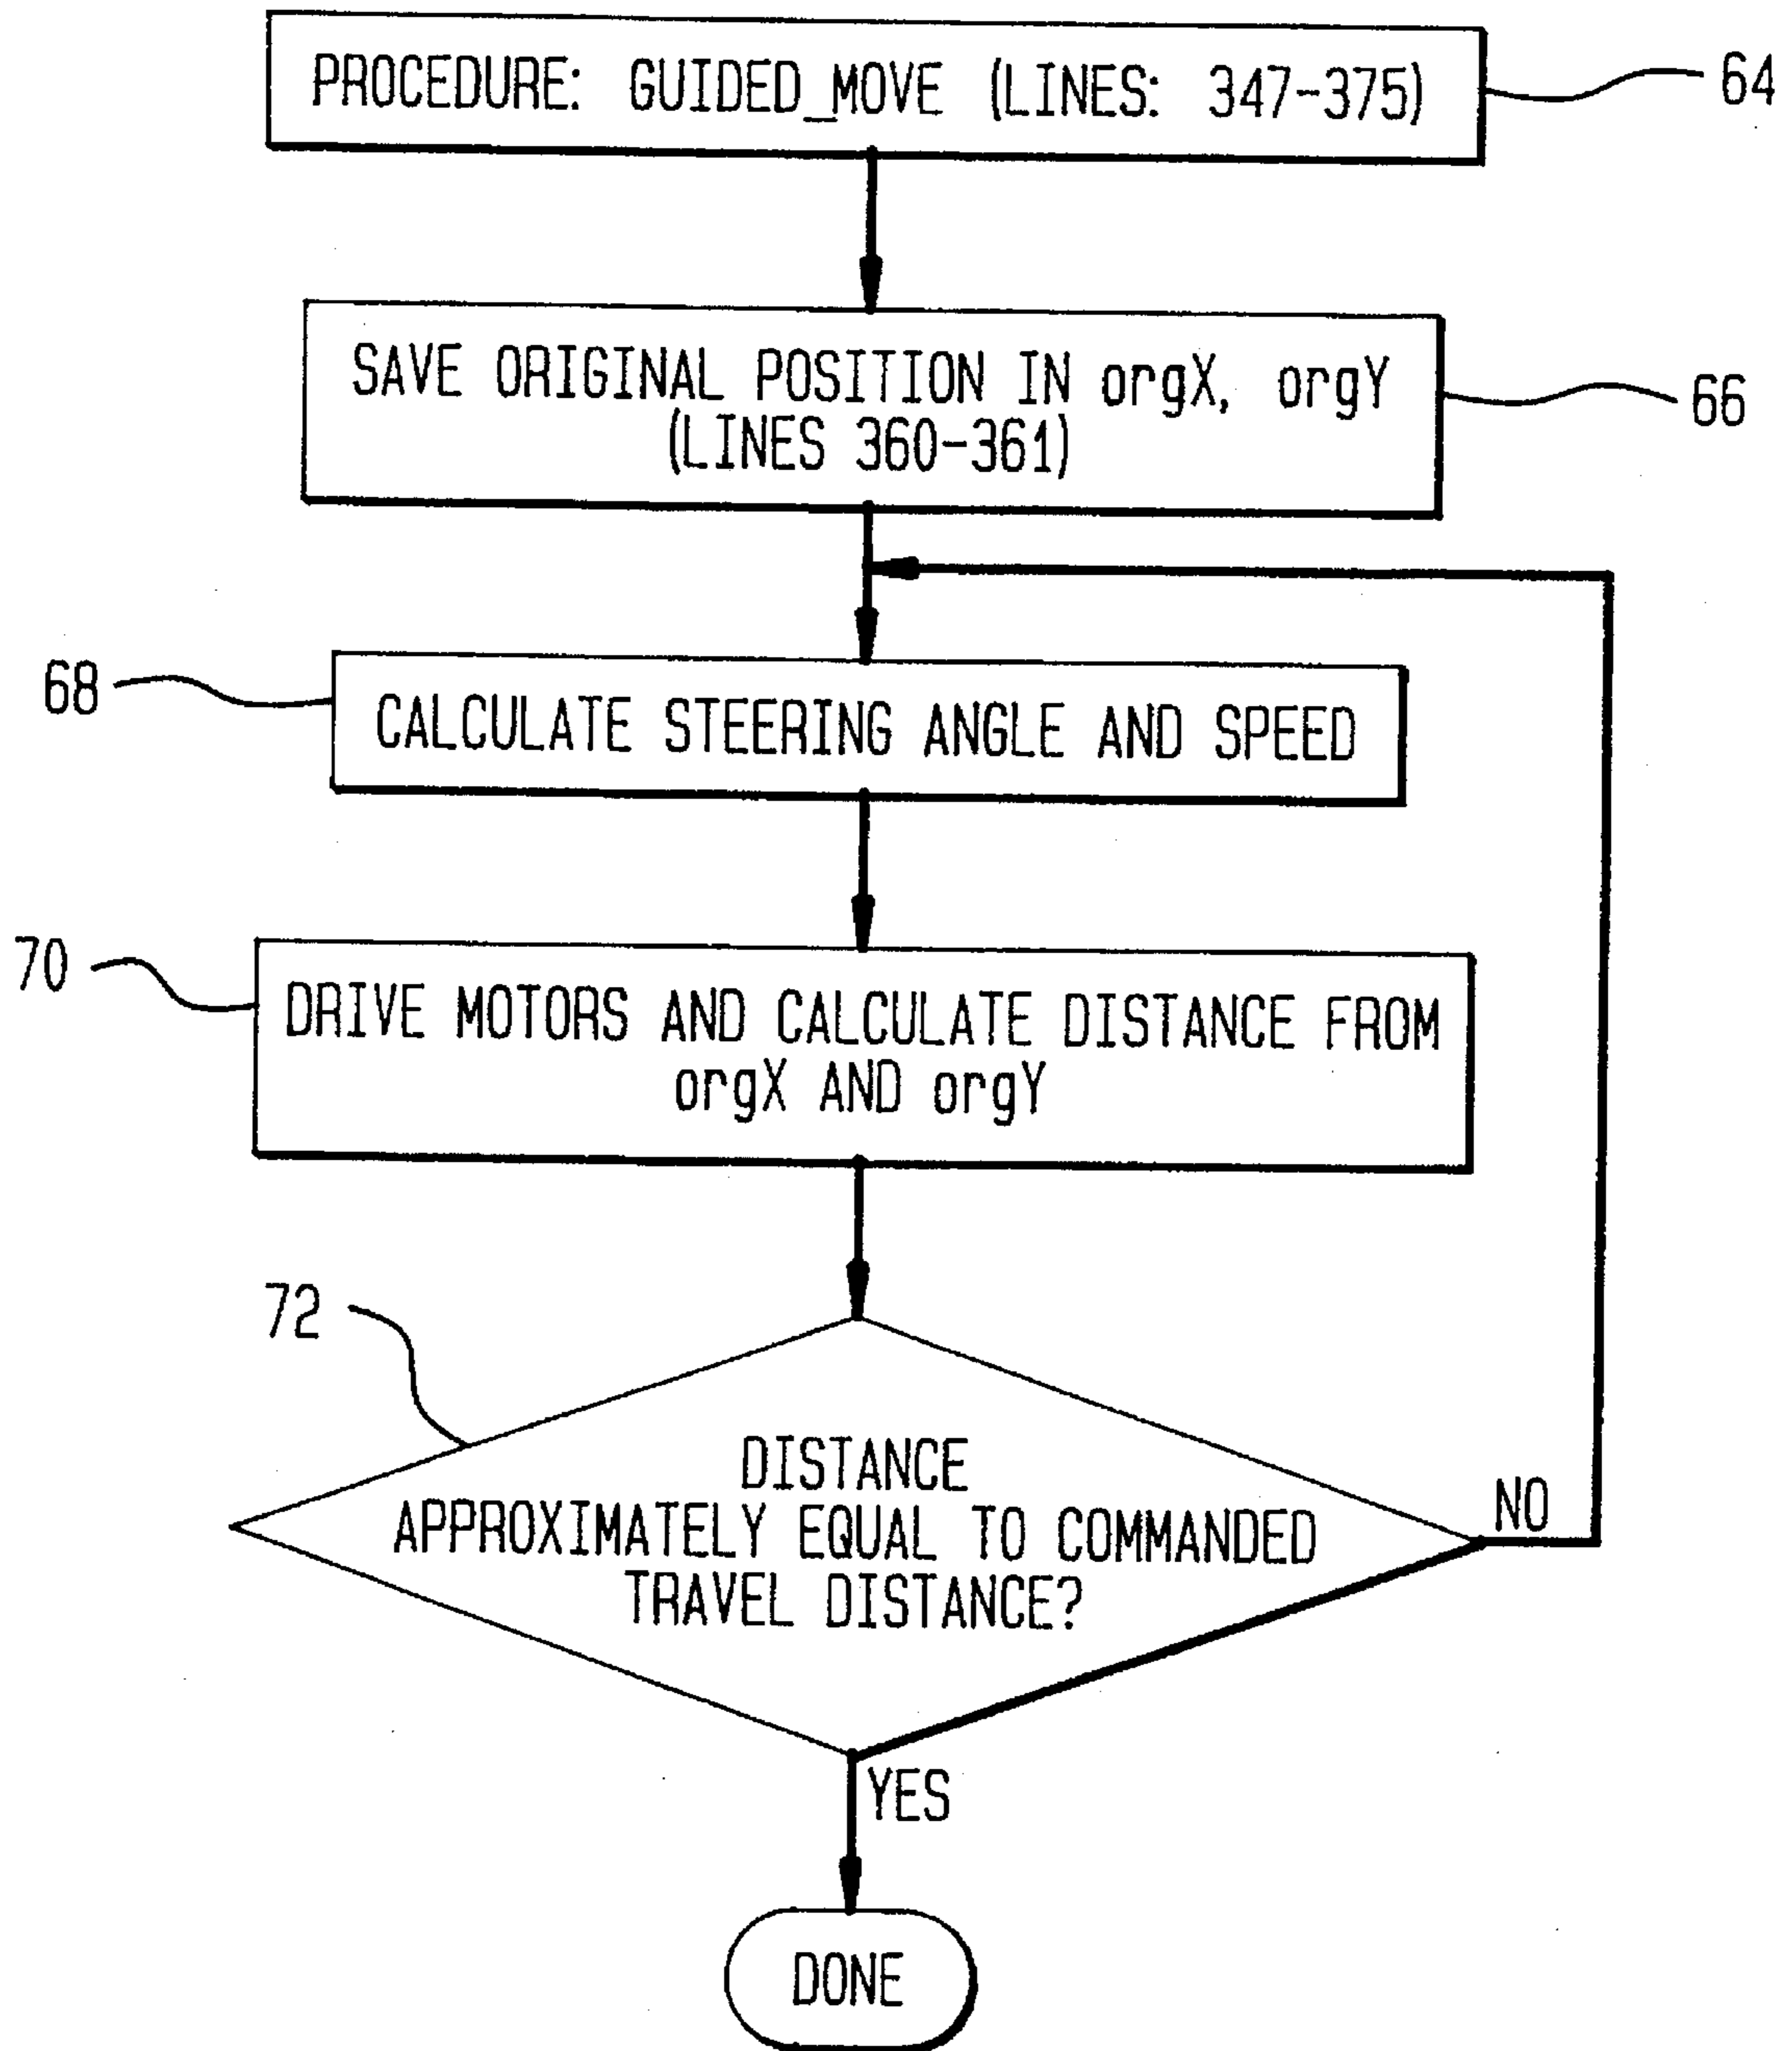 PROCEDURE: GUIDED_MOVE (LINES: 347-375)
64
SAVE ORIGINAL POSITION IN orgX, orgY
(LINES 360-361)
66
68
CALCULATE STEERING ANGLE AND SPEED
70
DRIVE MOTORS AND CALCULATE DISTANCE FROM
orgX AND orgY
72
DISTANCE
APPROXIMATELY EQUAL TO COMMANDED
TRAVEL DISTANCE?
NO
YES
DONE